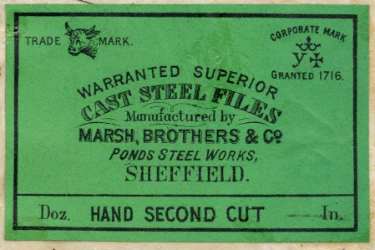 TRADE MARK.
CORPORATE MARK
y
GRANTED 1716.
WARRANTED SUPERIOR
CAST STEEL FILES
Manufactured by
MARSH, BROTHERS & Co
PONDS STEEL WORKS,
SHEFFIELD.
Doz. HAND SECOND CUT In.